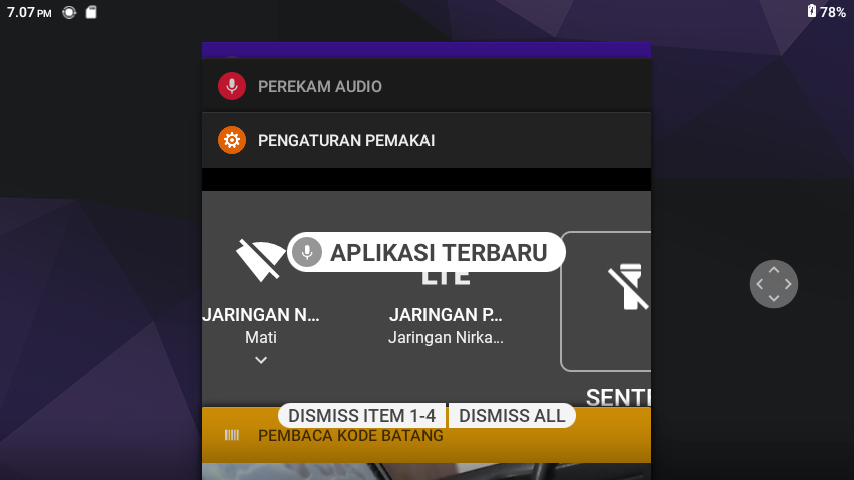 7.07 PM
78%
PEREKAM AUDIO
PENGATURAN PEMAKAI
APLIKASI TERBARU
LTE
JARINGAN N...
JARINGAN P...
Mati
Jaringan Nirka...
SENT
DISMISS ITEM 1-4
DISMISS ALL
PEMBACA KODE BATANG